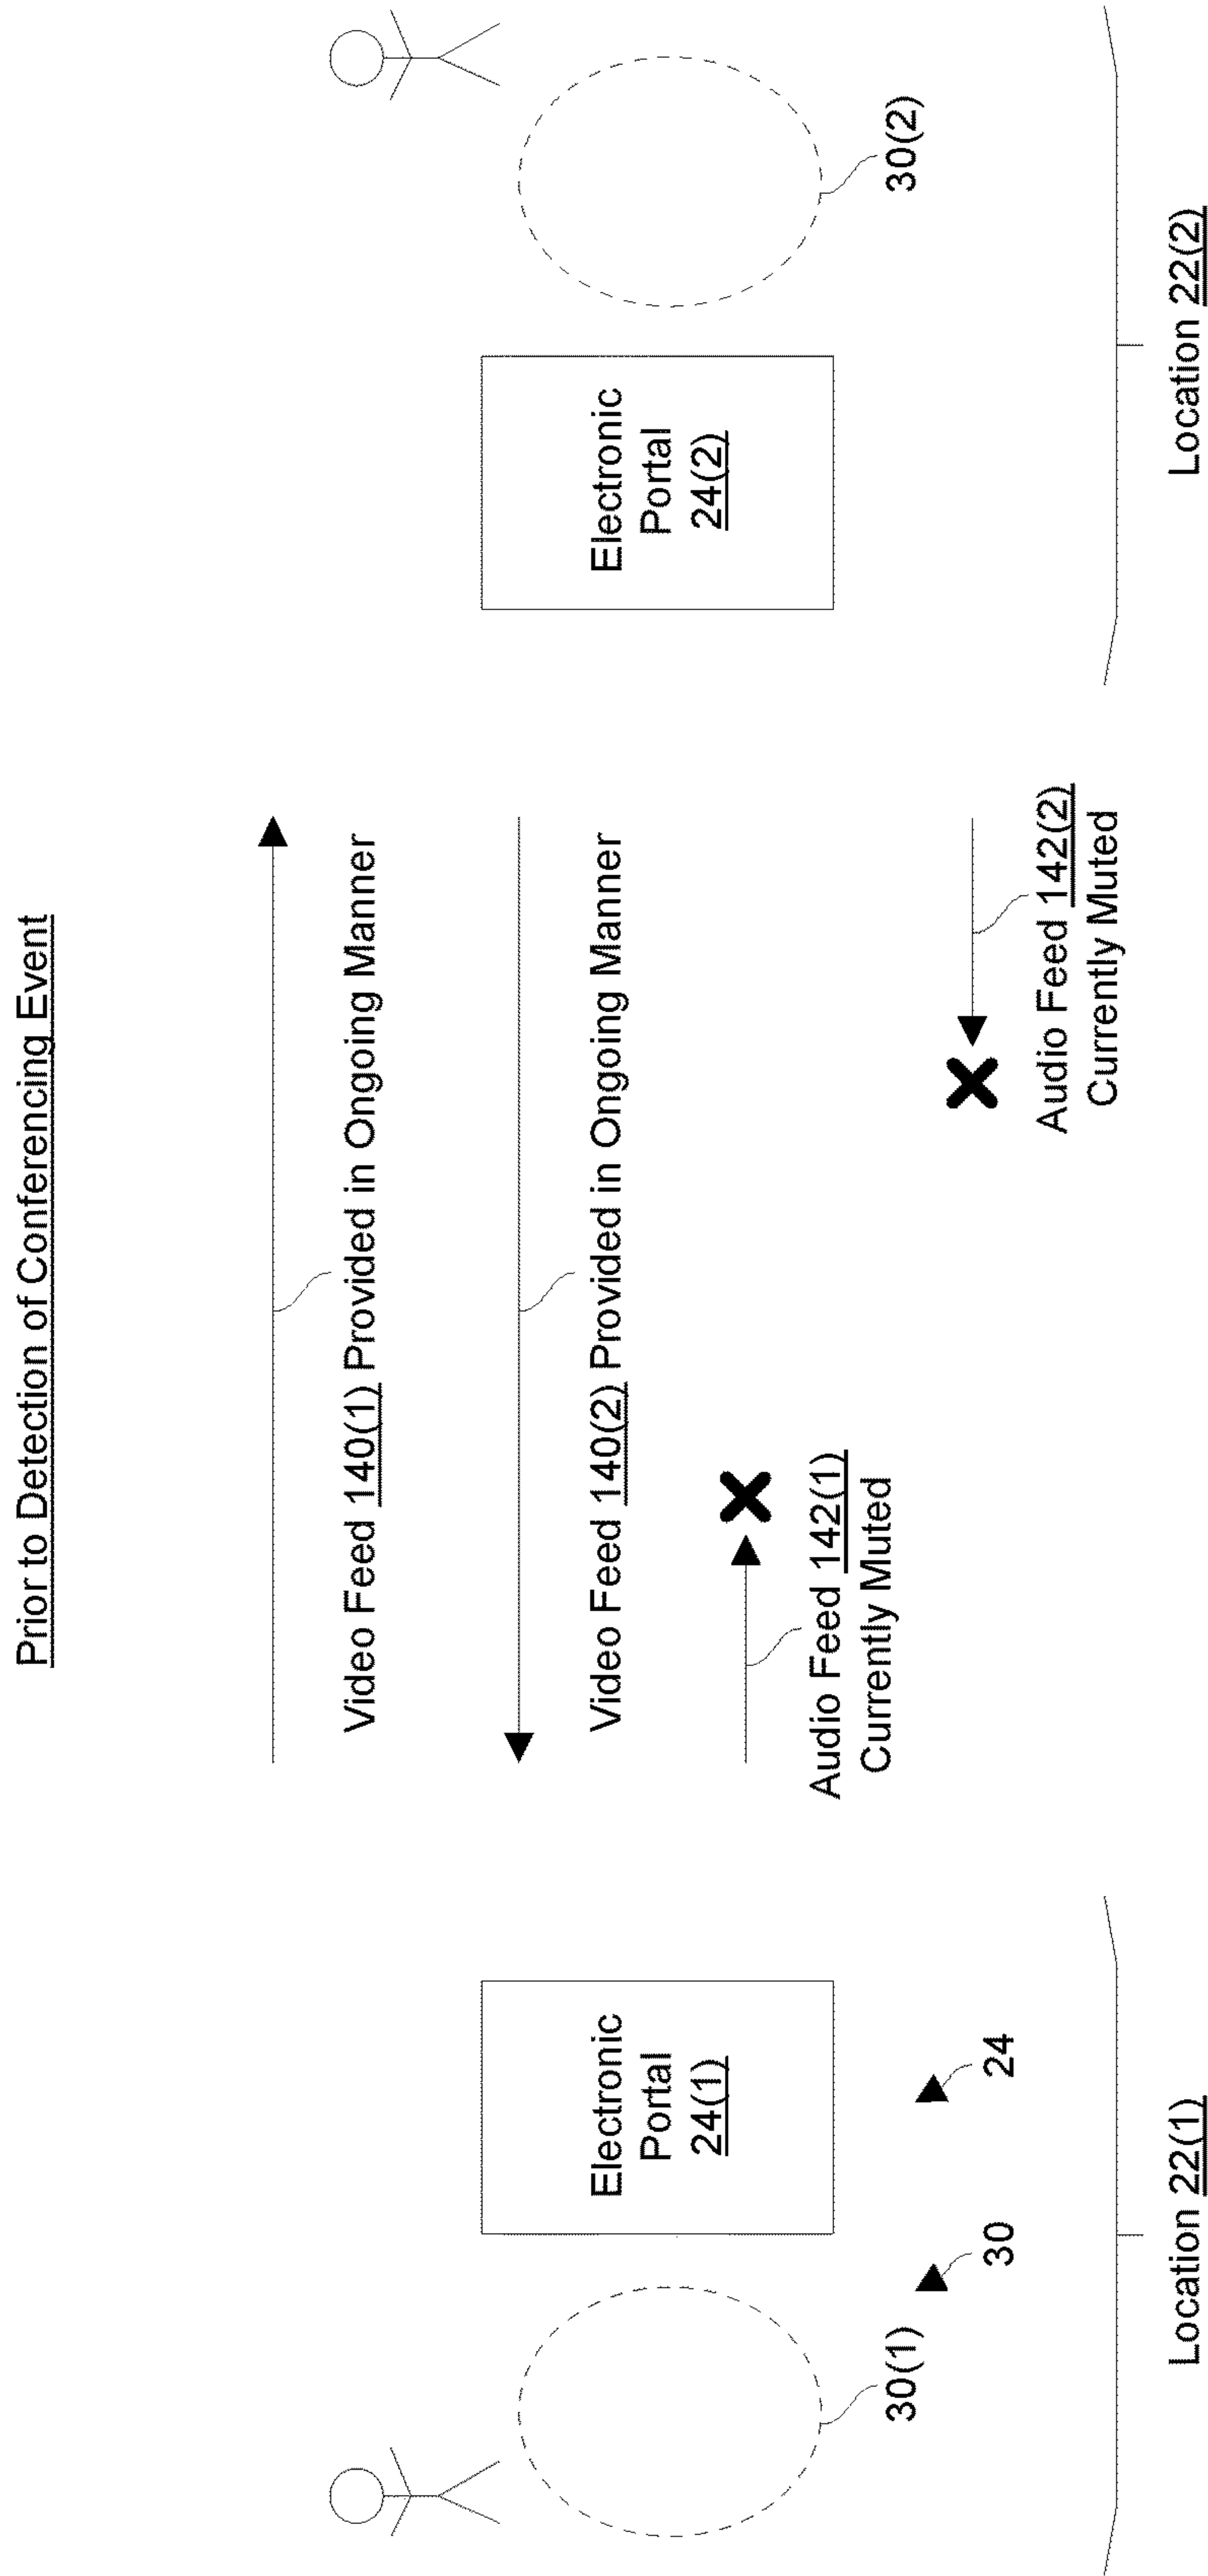 Prior to Detection of Conferencing Event
Video Feed 140(1) Provided in Ongoing Manner
Video Feed 140(2) Provided in Ongoing Manner
Audio Feed 142(1)
Currently Muted
Audio Feed 142(2)
Currently Muted
Electronic
Portal
24(1)
30(1)
30
24
Location 22(1)
Electronic
Portal
24(2)
30(2)
Location 22(2)